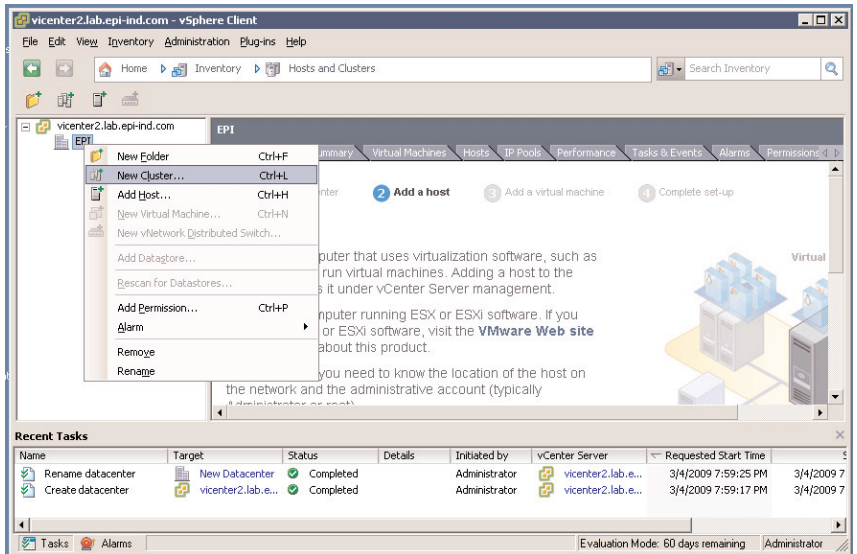 vicenter2.lab.epi-ind.com - vSphere Client
File Edit View Inventory Administration Plug-ins Help
Home Inventory Hosts and Clusters Search Inventory
vicenter2.lab.epi-ind.com
EPI
EPI
New Folder Ctrl+F
New Cluster... Ctrl+L
Add Host... Ctrl+H
New Virtual Machine... Ctrl+N
New vNetwork Distributed Switch...
Add Datastore...
Rescan for Datastores...
Add Permission... Ctrl+P
Alarm
Remove
Rename
Virtual Machines Hosts IP Pools Performance Tasks & Events Alarms Permissions
2 Add a host 3 Add a virtual machine 4 Complete set-up
that uses virtualization software, such as
run virtual machines. Adding a host to the
it under vCenter Server management.
running ESX or ESXi software. If you
or ESXi software, visit the VMware Web site
about this product.
you need to know the location of the host on
the network and the administrative account (typically
Virtual
Recent Tasks
Name Target Status Details Initiated by vCenter Server Requested Start Time
Rename datacenter New Datacenter Completed Administrator vicenter2.lab.e... 3/4/2009 7:59:25 PM 3/4/2009 7
Create datacenter vicenter2.lab.e... Completed Administrator vicenter2.lab.e... 3/4/2009 7:59:17 PM 3/4/2009 7
Tasks Alarms Evaluation Mode: 60 days remaining Administrator